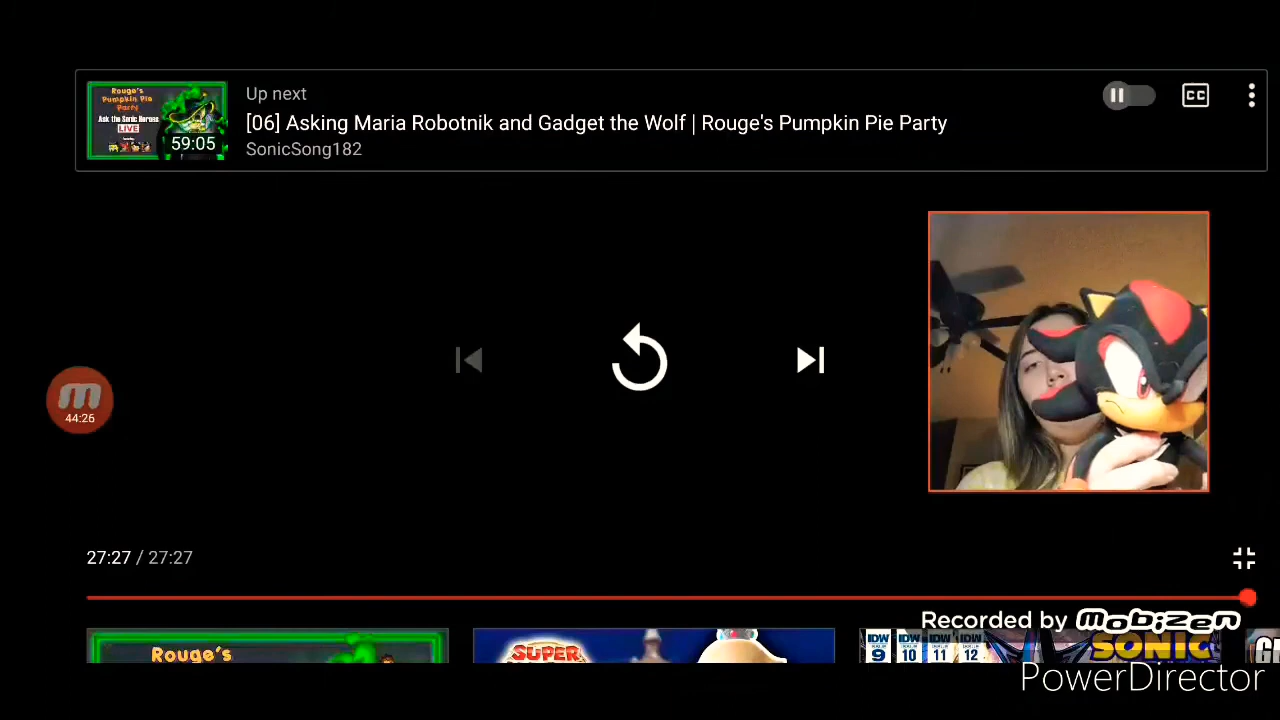 Rouge's
Pumpkin Pie
Party
Ask the Sonic Heroes
LIVE
59:05
Up next
[06] Asking Maria Robotnik and Gadget the Wolf | Rouge's Pumpkin Pie Party
SonicSong182
CC
m
44:26
27:27 / 27:27
Recorded by mobizen
Rouge's
SUPER
IDW IDW IDW IDW
9 10 11 12
SONIC
PowerDirector